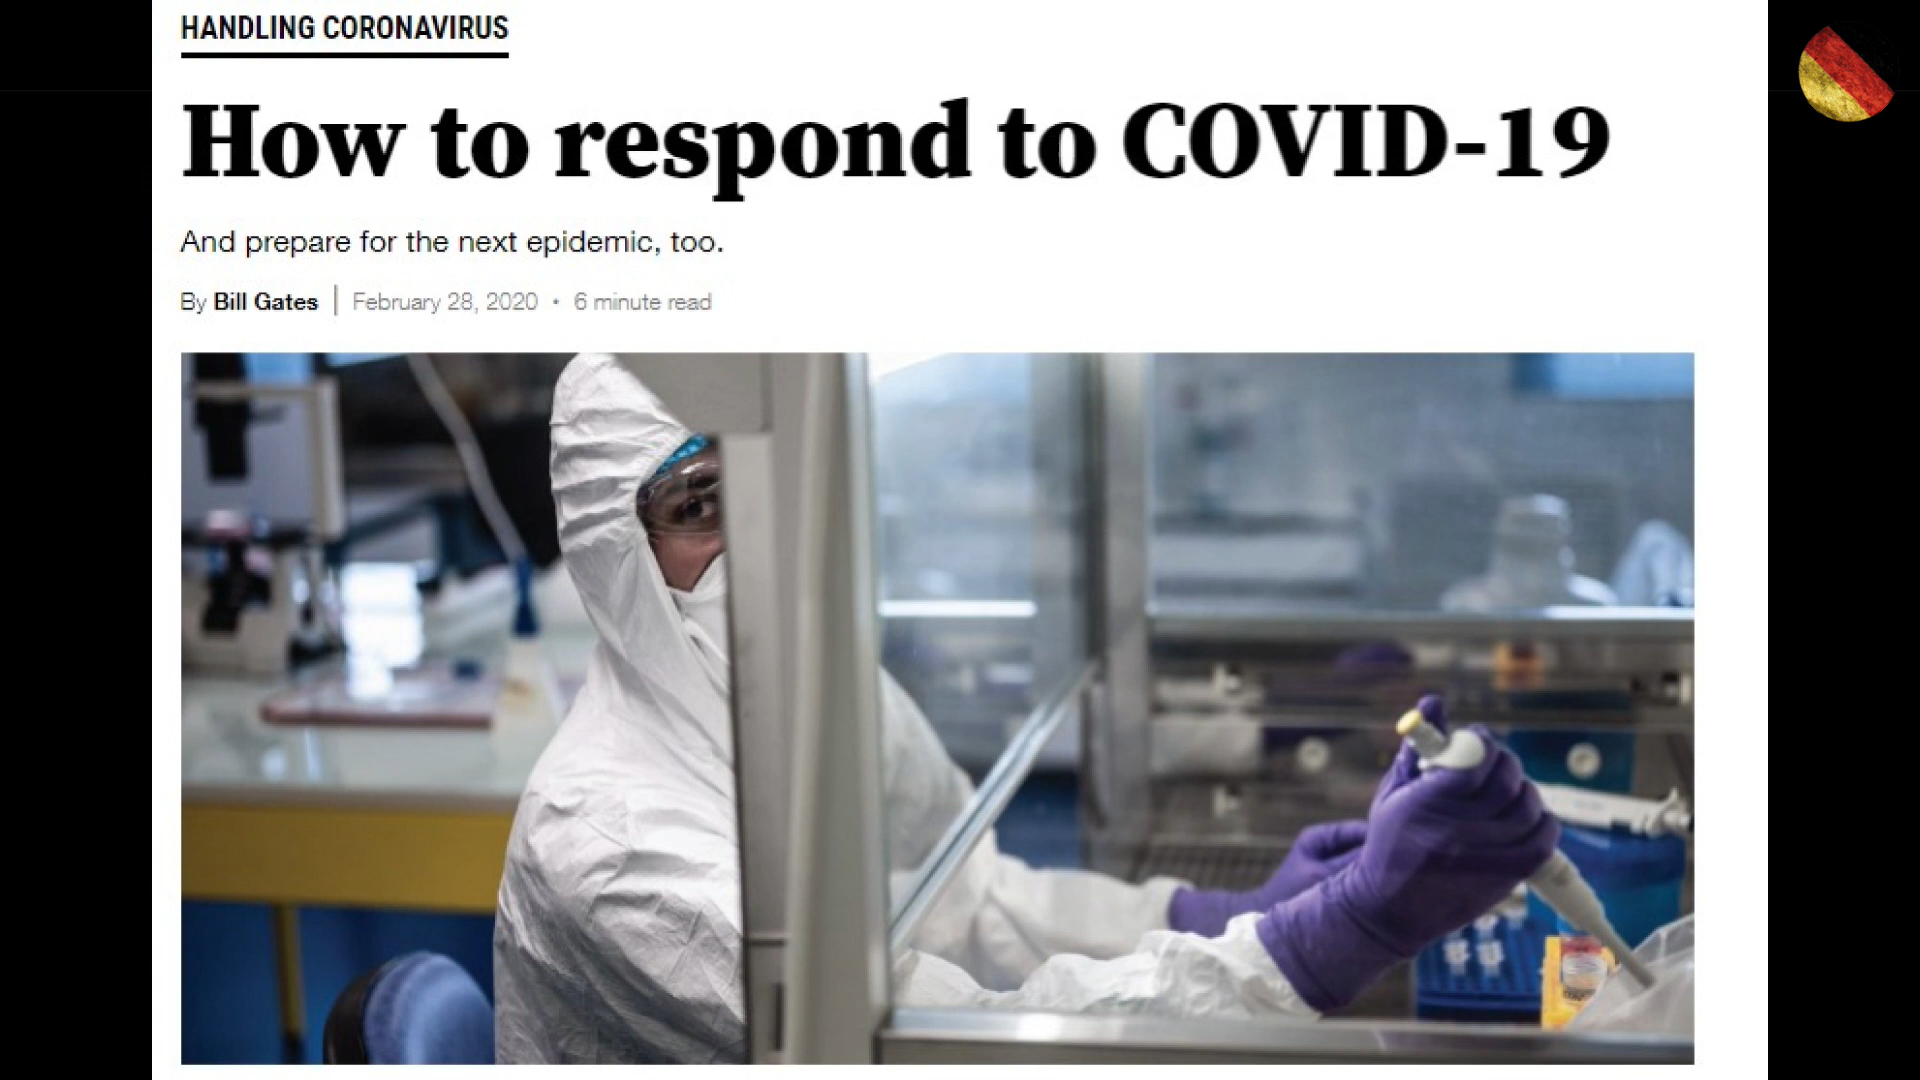 HANDLING CORONAVIRUS
How to respond to COVID-19
And prepare for the next epidemic, too.
By Bill Gates | February 28, 2020 • 6 minute read